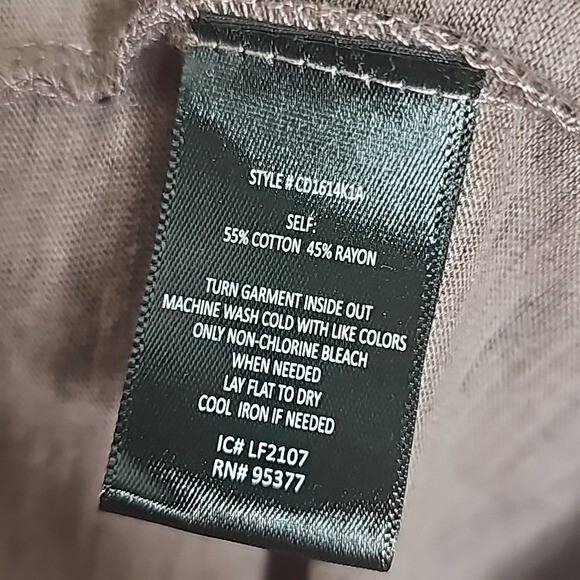 STYLE # CD1614K1A
SELF:
55% COTTON 45% RAYON
TURN GARMENT INSIDE OUT
MACHINE WASH COLD WITH LIKE COLORS
ONLY NON-CHLORINE BLEACH
WHEN NEEDED
LAY FLAT TO DRY
COOL IRON IF NEEDED
IC# LF2107
RN# 95377